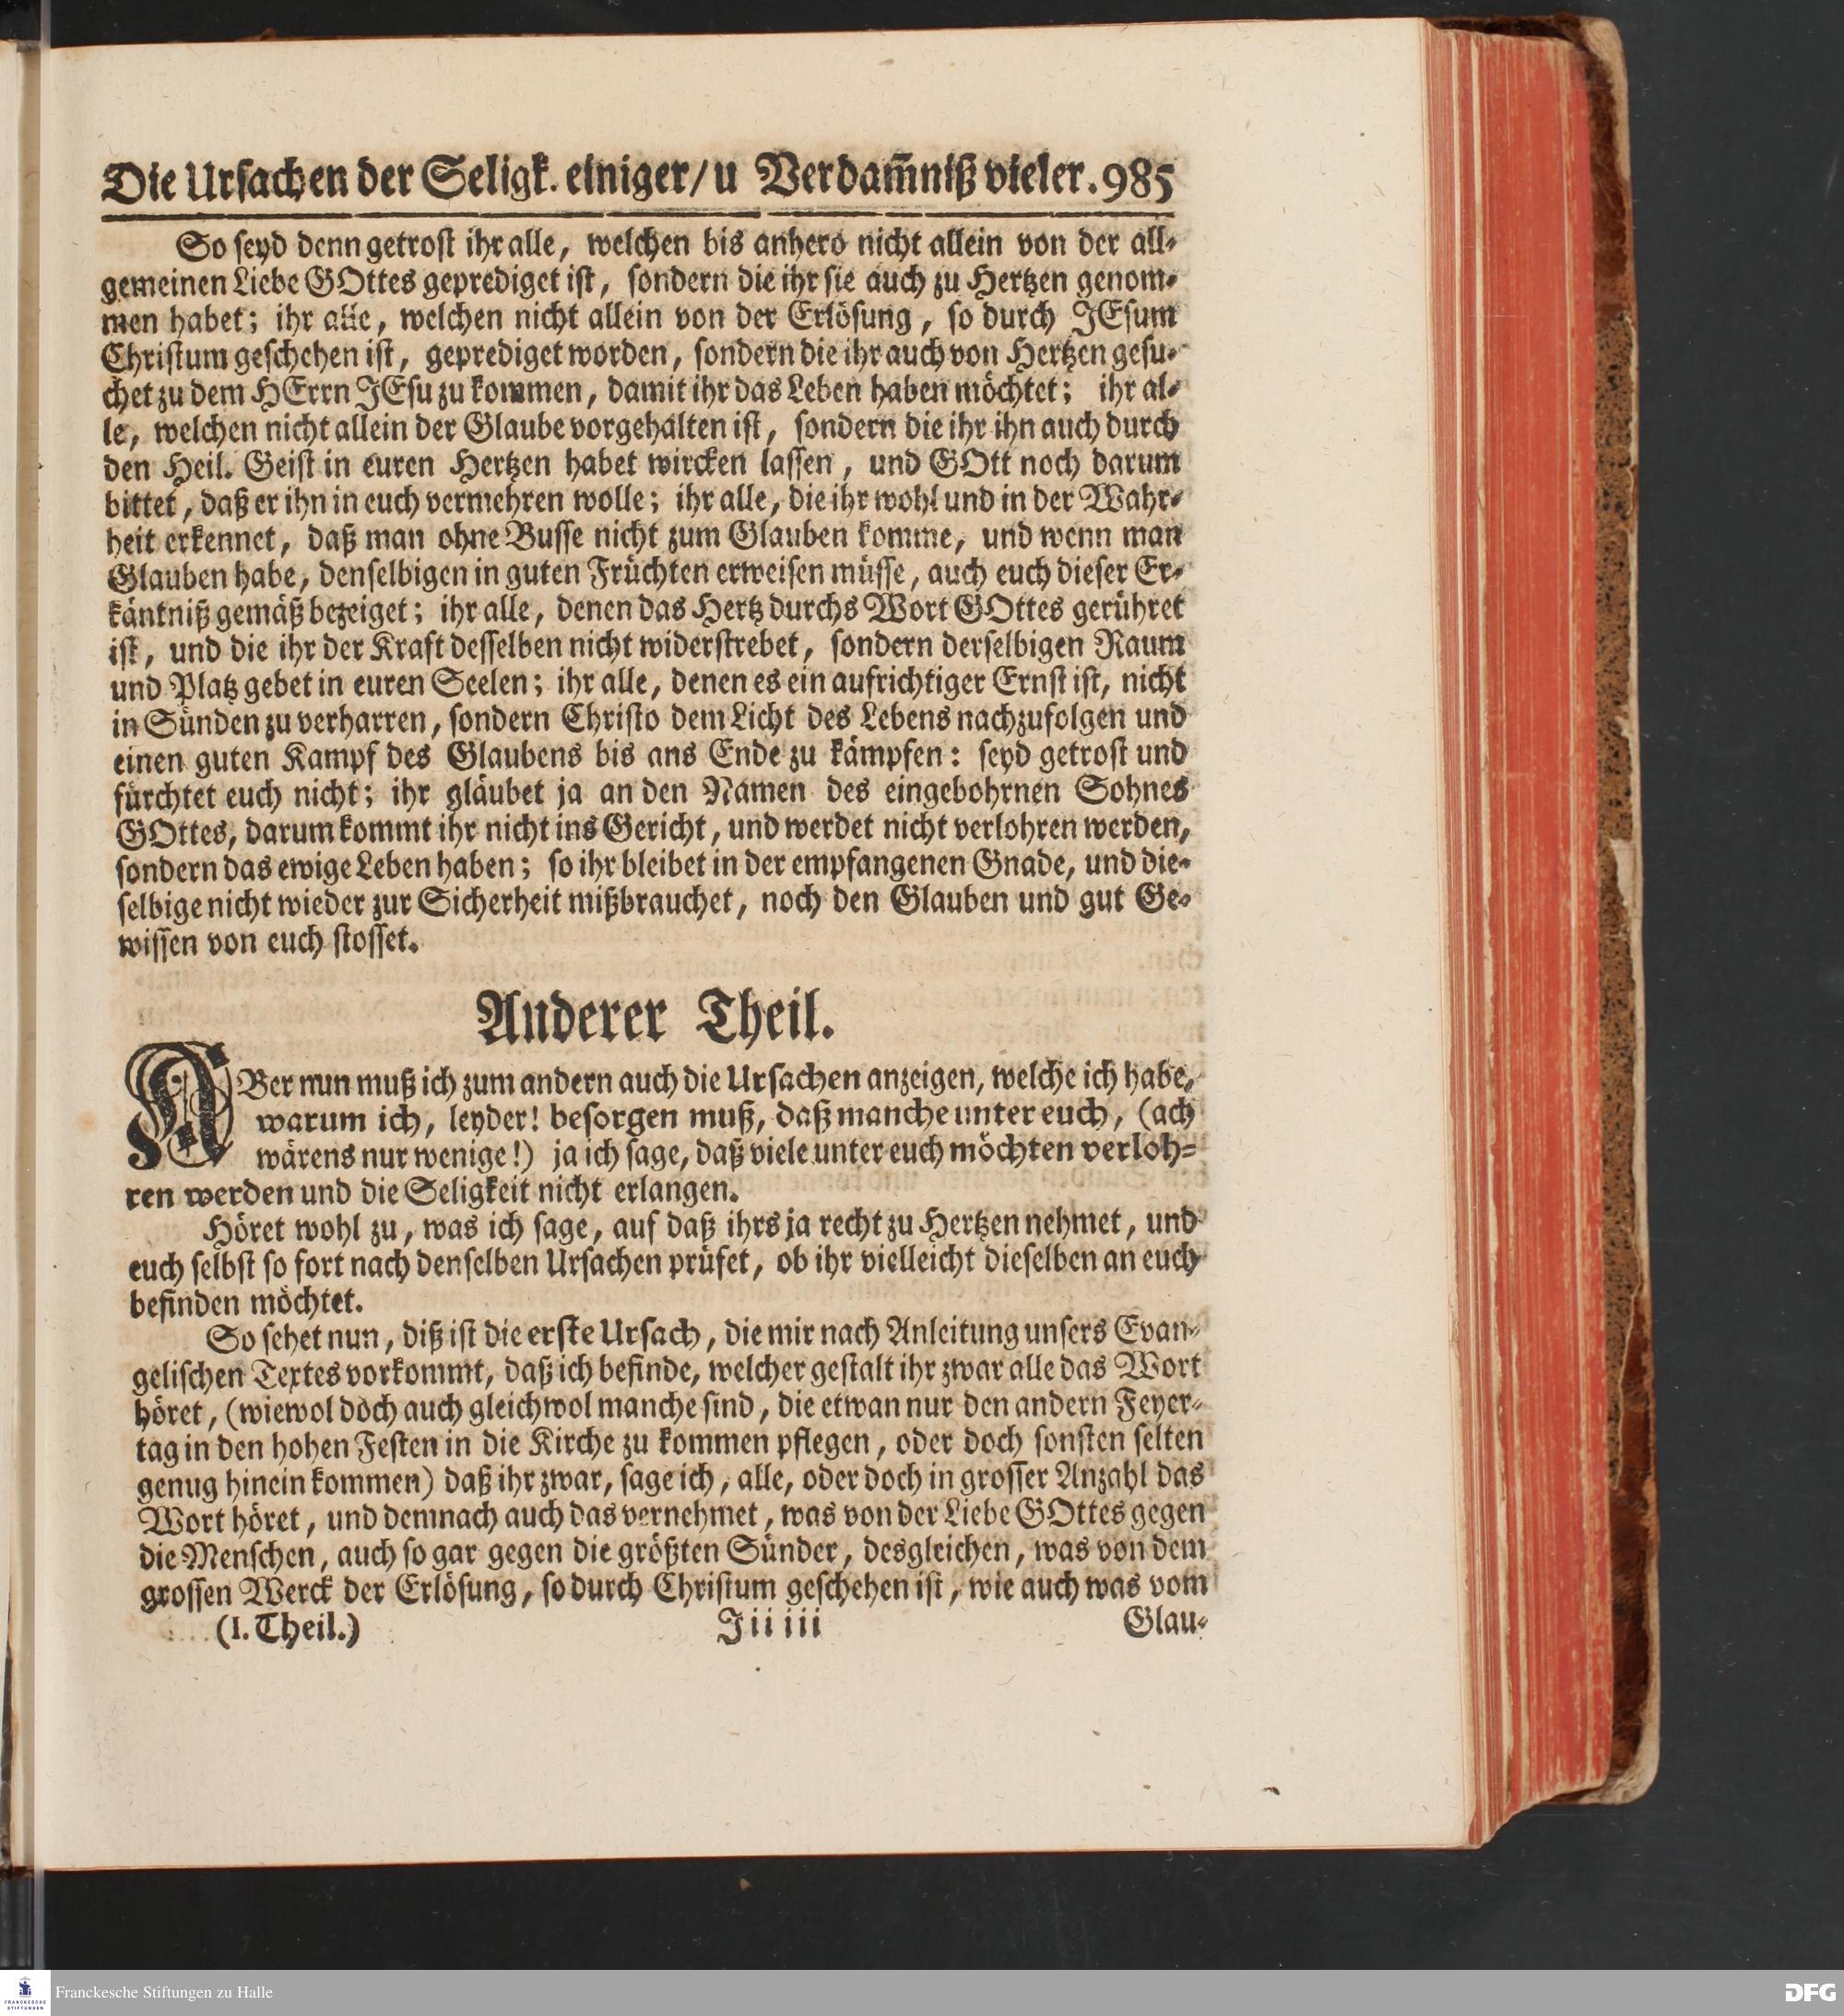 Die Ursachen der Seligk. einiger/u Verdam̃niß vieler. 985
So seyd denn getrost ihr alle, welchen bis anhero nicht allein von der all-
gemeinen Liebe GOttes geprediget ist, sondern die ihr sie auch zu Hertzen genom-
men habet; ihr alle, welchen nicht allein von der Erlösung, so durch JEsum
Christum geschehen ist, geprediget worden, sondern die ihr auch von Hertzen gesu-
chet zu dem HErrn JEsu zu kommen, damit ihr das Leben haben möchtet; ihr al-
le, welchen nicht allein der Glaube vorgehalten ist, sondern die ihr ihn auch durch
den Heil. Geist in euren Hertzen habet wircken lassen, und GOtt noch darum
bittet, daß er ihn in euch vermehren wolle; ihr alle, die ihr wohl und in der Wahr-
heit erkennet, daß man ohne Busse nicht zum Glauben komme, und wenn man
Glauben habe, denselbigen in guten Früchten erweisen müsse, auch euch dieser Er-
käntniß gemäß bezeiget; ihr alle, denen das Hertz durchs Wort GOttes gerühret
ist, und die ihr der Kraft desselben nicht widerstrebet, sondern derselbigen Raum
und Platz gebet in euren Seelen; ihr alle, denen es ein aufrichtiger Ernst ist, nicht
in Sünden zu verharren, sondern Christo dem Licht des Lebens nachzufolgen und
einen guten Kampf des Glaubens bis ans Ende zu kämpfen: seyd getrost und
fürchtet euch nicht; ihr gläubet ja an den Namen des eingebohrnen Sohnes
GOttes, darum kommt ihr nicht ins Gericht, und werdet nicht verlohren werden,
sondern das ewige Leben haben; so ihr bleibet in der empfangenen Gnade, und die-
selbige nicht wieder zur Sicherheit mißbrauchet, noch den Glauben und gut Ge-
wissen von euch stosset.
Anderer Theil.
ABer nun muß ich zum andern auch die Ursachen anzeigen, welche ich habe,
warum ich, leyder! besorgen muß, daß manche unter euch, (ach
wärens nur wenige!) ja ich sage, daß viele unter euch möchten verloh-
ren werden und die Seligkeit nicht erlangen.
Höret wohl zu, was ich sage, auf daß ihrs ja recht zu Hertzen nehmet, und
euch selbst so fort nach denselben Ursachen prüfet, ob ihr vielleicht dieselben an euch
befinden möchtet.
So sehet nun, diß ist die erste Ursach, die mir nach Anleitung unsers Evan-
gelischen Textes vorkommt, daß ich befinde, welcher gestalt ihr zwar alle das Wort
höret, (wiewol doch auch gleichwol manche sind, die etwan nur den andern Feyer-
tag in den hohen Festen in die Kirche zu kommen pflegen, oder doch sonsten selten
genug hinein kommen) daß ihr zwar, sage ich, alle, oder doch in grosser Anzahl das
Wort höret, und demnach auch das vernehmet, was von der Liebe GOttes gegen
die Menschen, auch so gar gegen die größten Sünder, desgleichen, was von dem
grossen Werck der Erlösung, so durch Christum geschehen ist, wie auch was vom
(I. Theil.) Jii iii Glau-
FRANCKESCHE STIFTUNGEN
Franckesche Stiftungen zu Halle
DFG